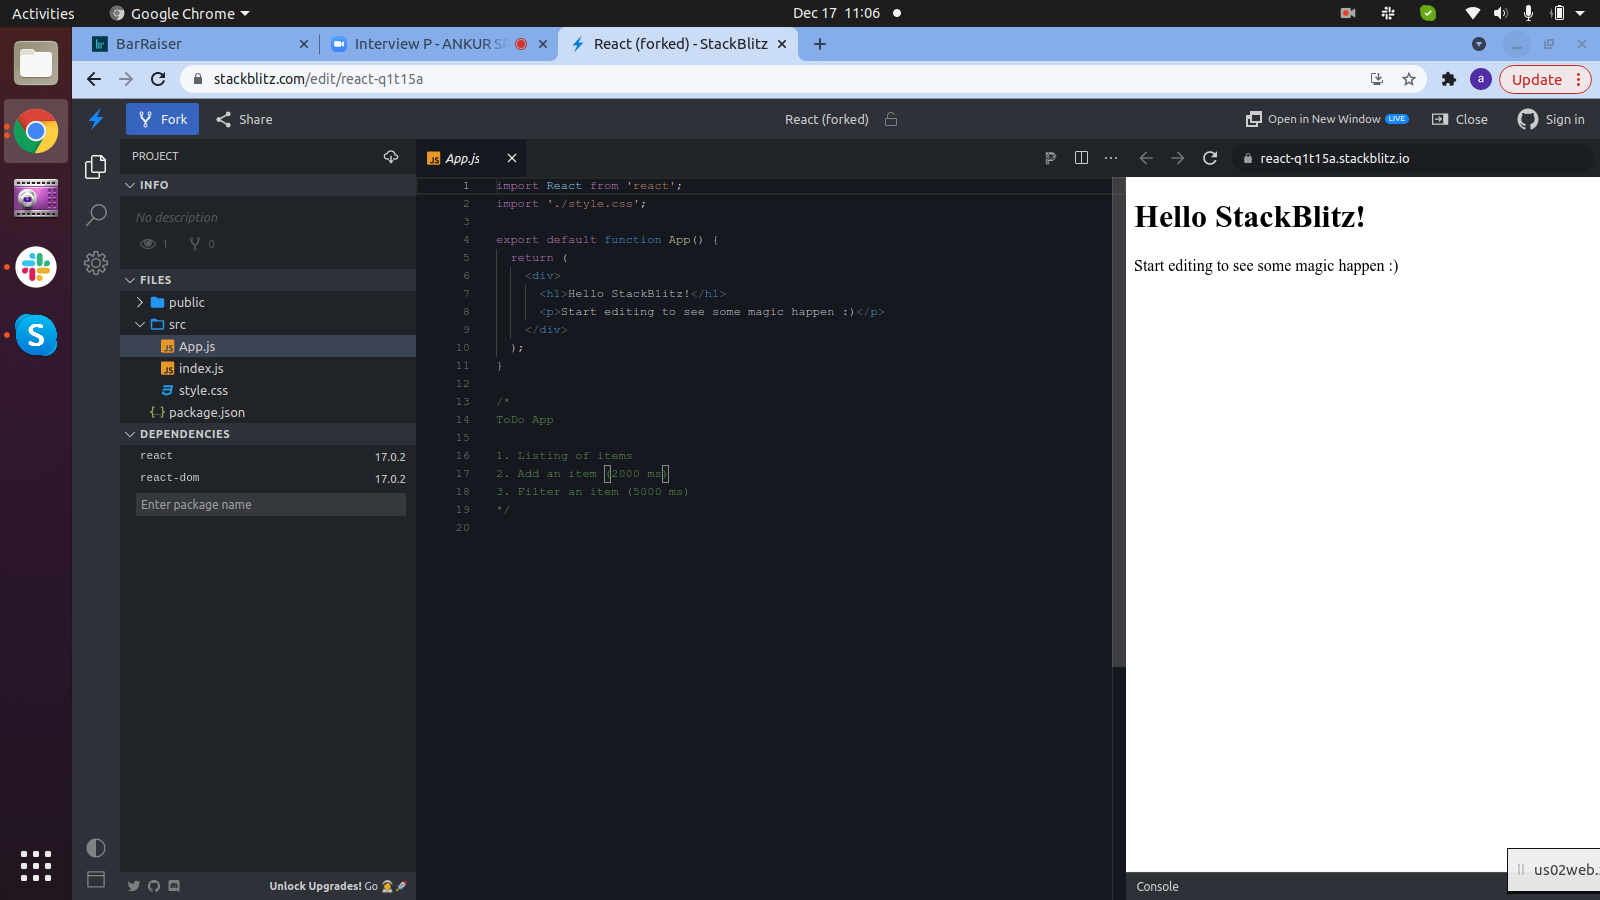 Activities
Google Chrome
Dec 17 11:06
BarRaiser
Interview P - ANKUR SP
React (forked) - StackBlitz
stackblitz.com/edit/react-q1t15a
a
Update
Fork
Share
React (forked)
Open in New Window LIVE
Close
Sign in
PROJECT
INFO
No description
1
0
FILES
public
src
JS App.js
JS index.js
style.css
{..} package.json
DEPENDENCIES
react 17.0.2
react-dom 17.0.2
Enter package name
Unlock Upgrades! Go
JS App.js
1 import React from 'react';
2 import './style.css';
3
4 export default function App() {
5 return (
6 <div>
7 <h1>Hello StackBlitz!</h1>
8 <p>Start editing to see some magic happen :)</p>
9 </div>
10 );
11 }
12
13 /*
14 ToDo App
15
16 1. Listing of items
17 2. Add an item (2000 ms)
18 3. Filter an item (5000 ms)
19 */
20
react-q1t15a.stackblitz.io
Hello StackBlitz!
Start editing to see some magic happen :)
Console
us02web.